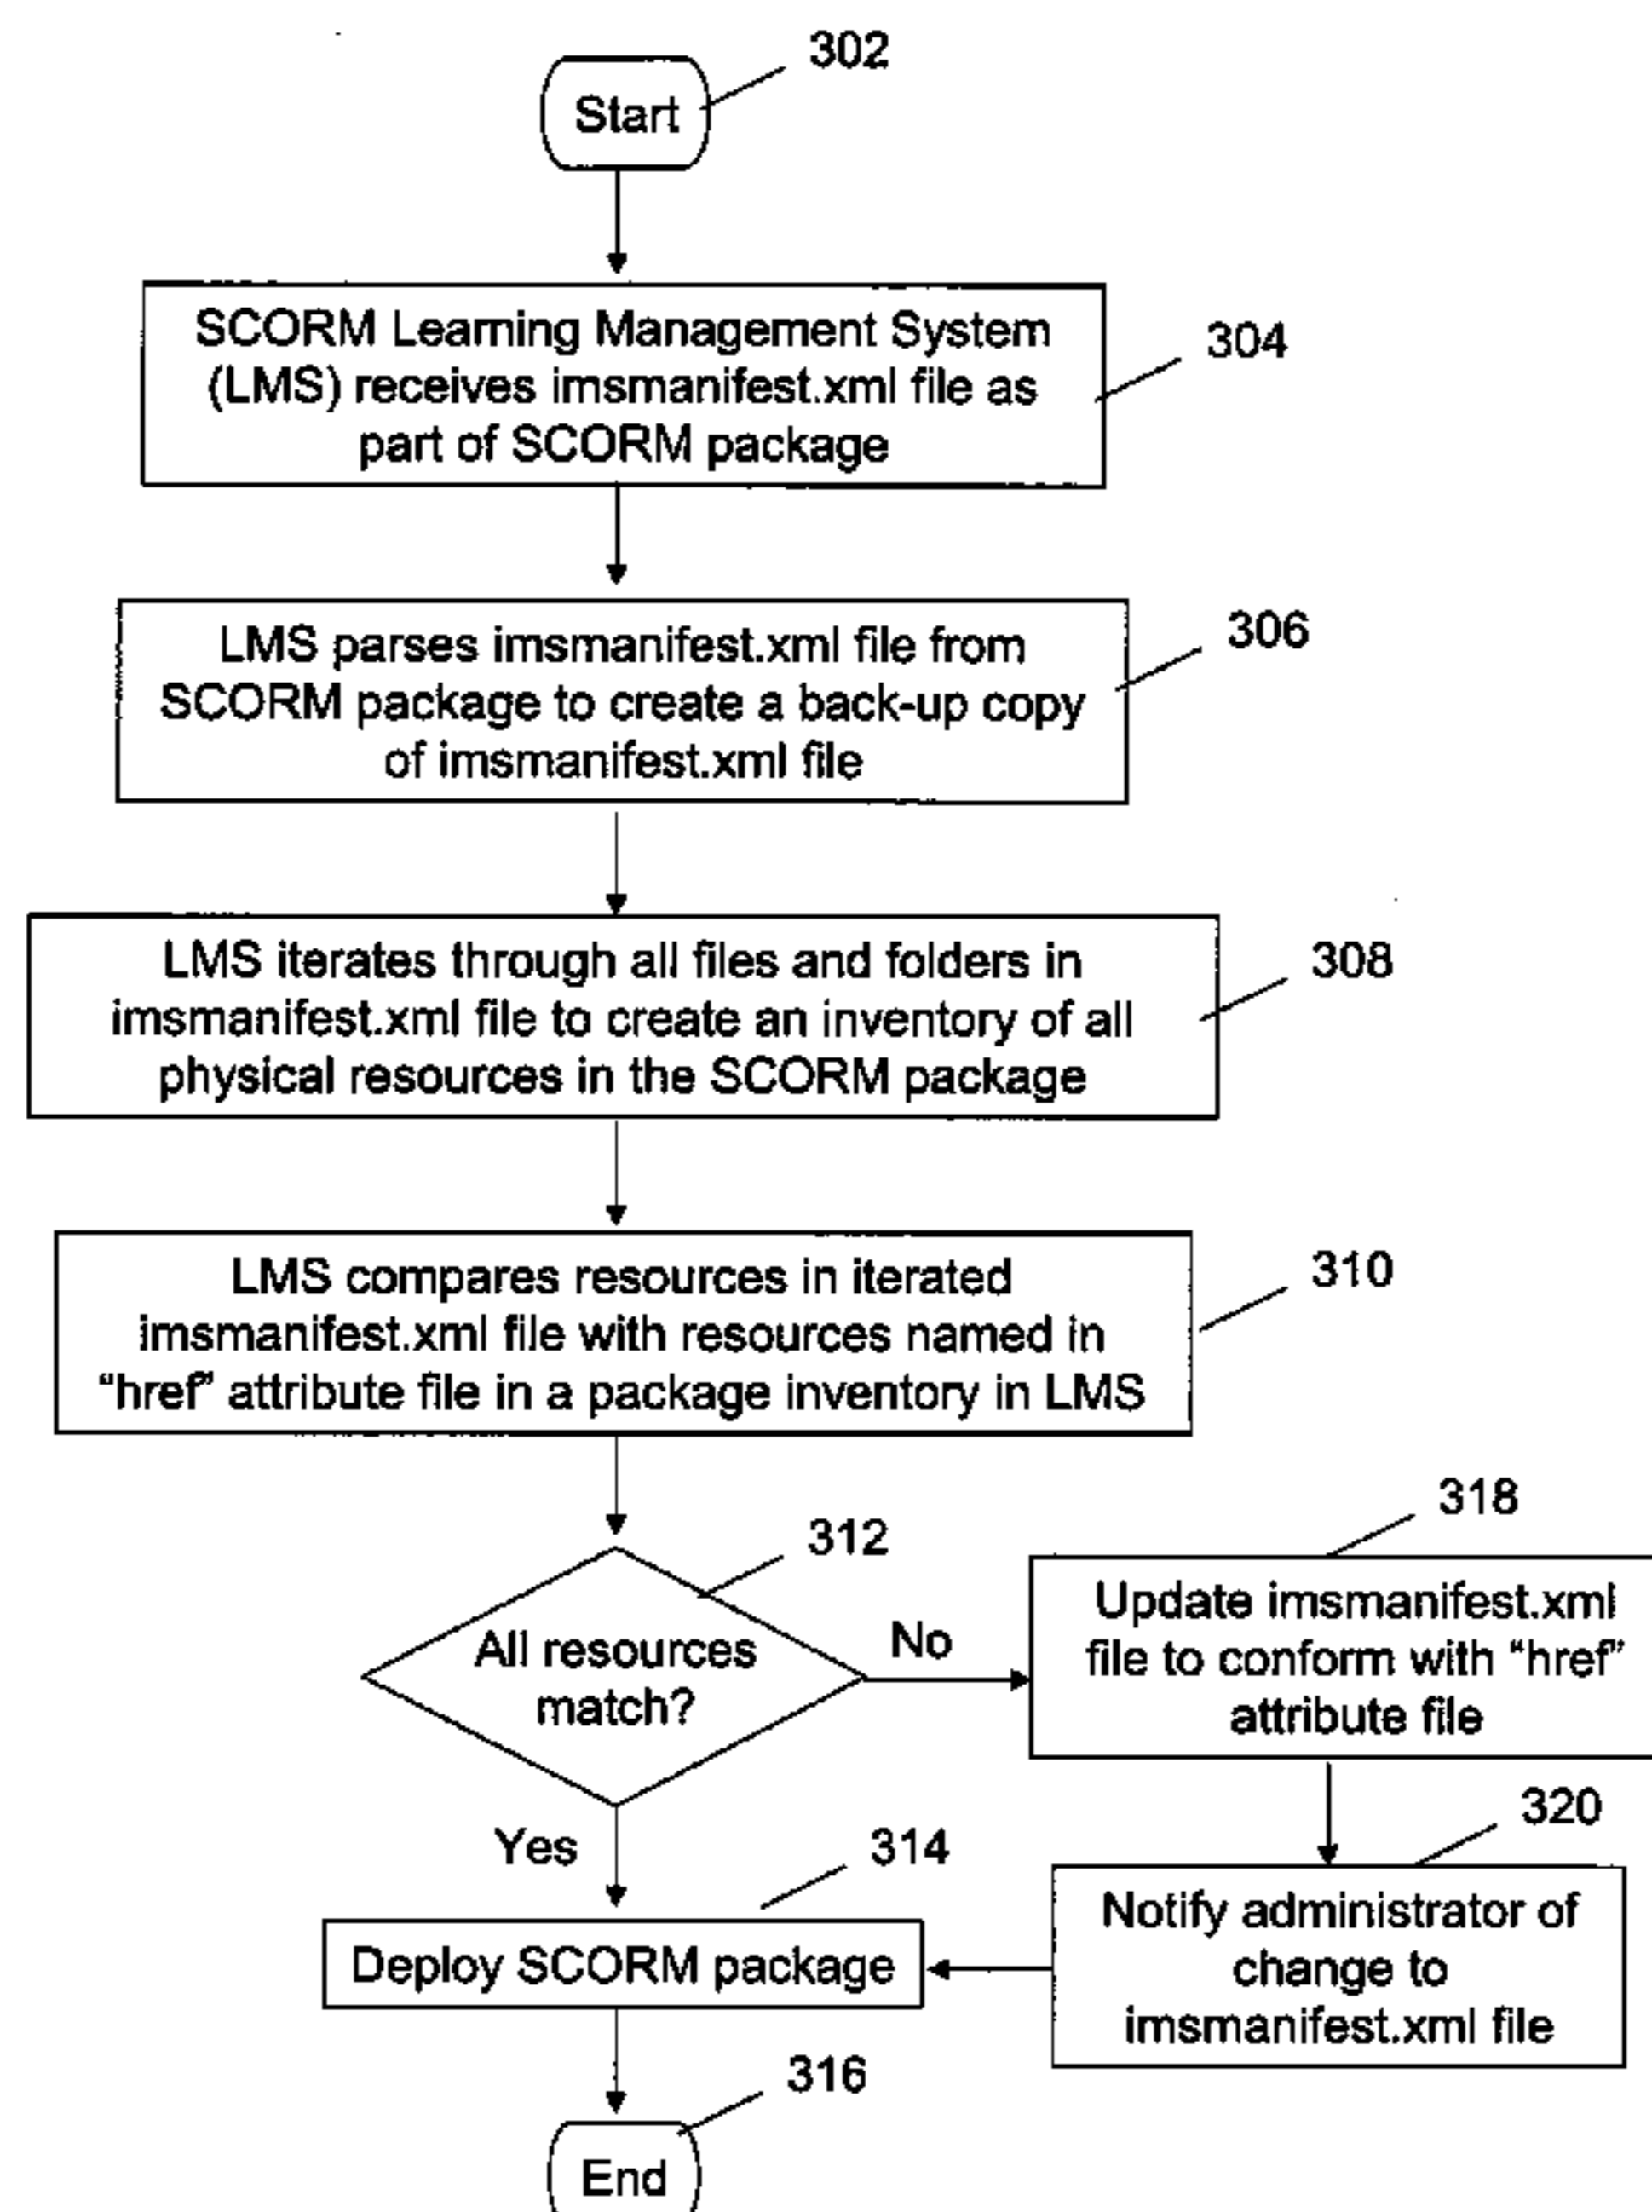 302
Start
SCORM Learning Management System
(LMS) receives imsmanifest.xml file as
part of SCORM package
304
LMS parses imsmanifest.xml file from
SCORM package to create a back-up copy
of imsmanifest.xml file
306
LMS iterates through all files and folders in
imsmanifest.xml file to create an inventory of all
physical resources in the SCORM package
308
LMS compares resources in iterated
imsmanifest.xml file with resources named in
“href” attribute file in a package inventory in LMS
310
312
All resources
match?
No
318
Update imsmanifest.xml
file to conform with “href”
attribute file
Yes
314
Deploy SCORM package
320
Notify administrator of
change to
imsmanifest.xml file
316
End